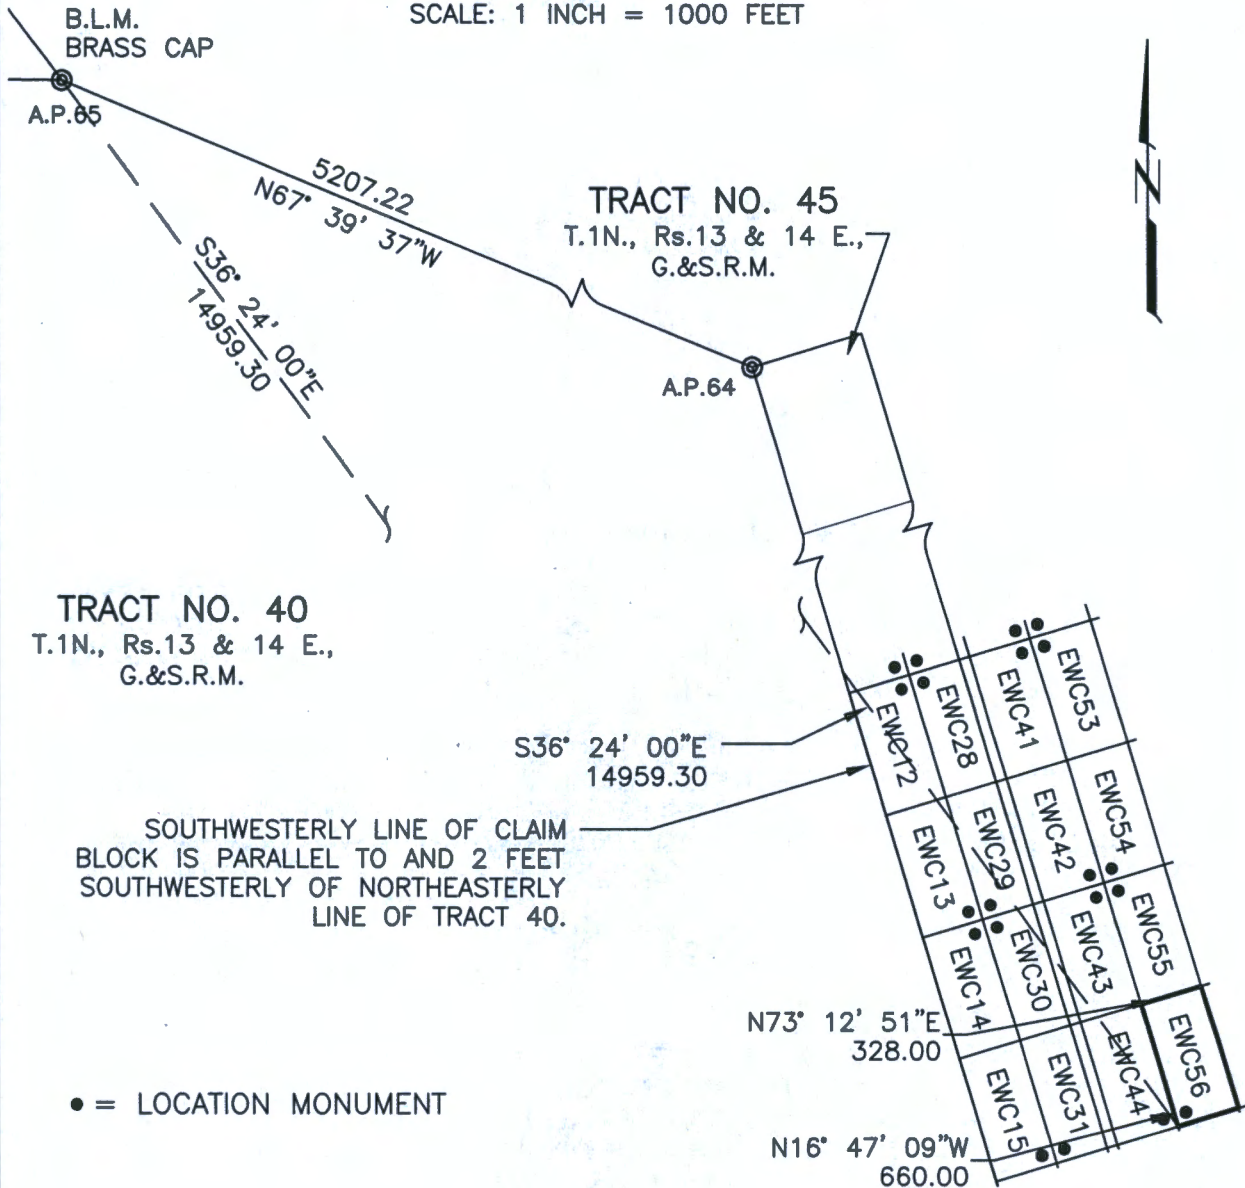 SCALE: 1 INCH = 1000 FEET
B.L.M.
BRASS CAP
A.P.65
5207.22
N67° 39' 37"W
S36° 24' 00"E
14959.30
TRACT NO. 45
T.1N., Rs.13 & 14 E.,
G.&S.R.M.
N
A.P.64
TRACT NO. 40
T.1N., Rs.13 & 14 E.,
G.&S.R.M.
S36° 24' 00"E
14959.30
SOUTHWESTERLY LINE OF CLAIM
BLOCK IS PARALLEL TO AND 2 FEET
SOUTHWESTERLY OF NORTHEASTERLY
LINE OF TRACT 40.
EWC12
EWC28
EWC41
EWC53
EWC13
EWC29
EWC42
EWC54
EWC14
EWC30
EWC43
EWC55
EWC15
EWC31
EWC44
EWC56
N73° 12' 51"E
328.00
● = LOCATION MONUMENT
N16° 47' 09"W
660.00